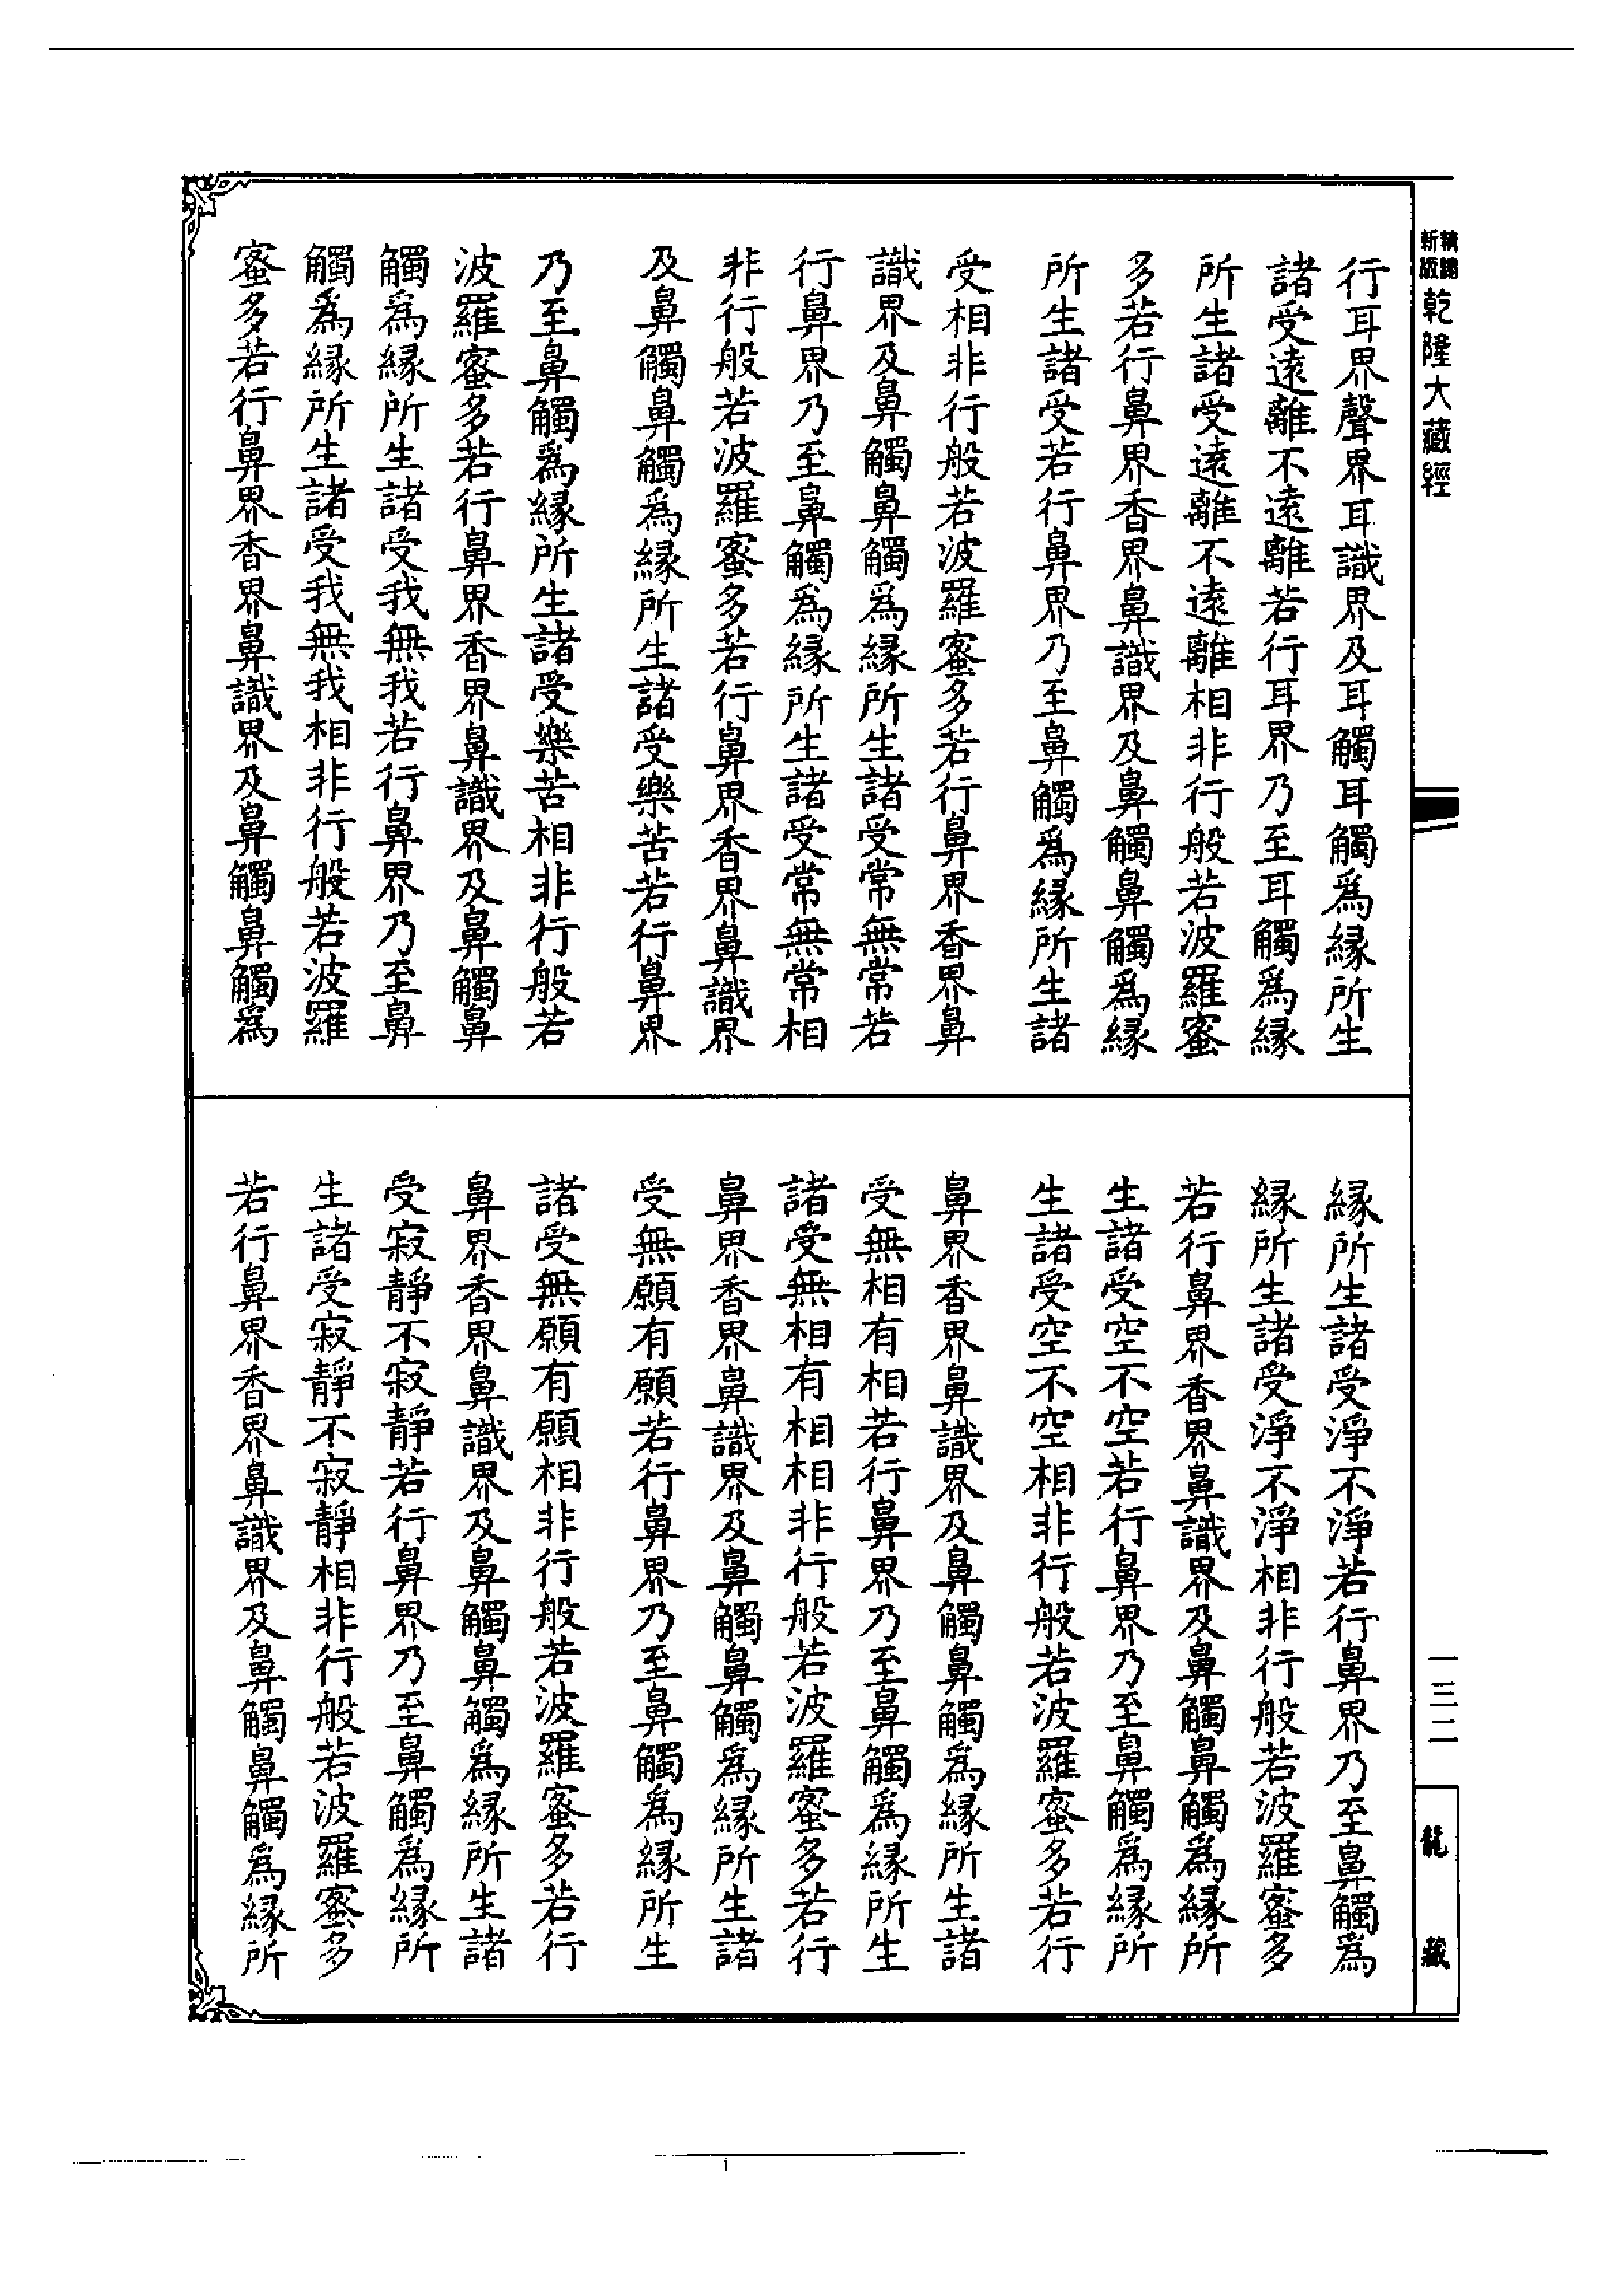 新版
精緻
乾隆大藏經
一三二
龍藏
行耳界聲界耳識界及耳觸耳觸爲縁所生
諸受遠離不遠離若行耳界乃至耳觸爲縁
所生諸受遠離不遠離相非行般若波羅蜜
多若行鼻界香界鼻識界及鼻觸鼻觸爲縁
所生諸受若行鼻界乃至鼻觸爲縁所生諸
受相非行般若波羅蜜多若行鼻界香界鼻
識界及鼻觸鼻觸爲縁所生諸受常無常若
行鼻界乃至鼻觸爲縁所生諸受常無常相
非行般若波羅蜜多若行鼻界香界鼻識界
及鼻觸鼻觸爲縁所生諸受樂苦若行鼻界
乃至鼻觸爲縁所生諸受樂苦相非行般若
波羅蜜多若行鼻界香界鼻識界及鼻觸鼻
觸爲縁所生諸受我無我若行鼻界乃至鼻
觸爲縁所生諸受我無我相非行般若波羅
蜜多若行鼻界香界鼻識界及鼻觸鼻觸爲
縁所生諸受淨不淨若行鼻界乃至鼻觸爲
縁所生諸受淨不淨相非行般若波羅蜜多
若行鼻界香界鼻識界及鼻觸鼻觸爲縁所
生諸受空不空若行鼻界乃至鼻觸爲縁所
生諸受空不空相非行般若波羅蜜多若行
鼻界香界鼻識界及鼻觸鼻觸爲縁所生諸
受無相有相若行鼻界乃至鼻觸爲縁所生
諸受無相有相相非行般若波羅蜜多若行
鼻界香界鼻識界及鼻觸鼻觸爲縁所生諸
受無願有願若行鼻界乃至鼻觸爲縁所生
諸受無願有願相非行般若波羅蜜多若行
鼻界香界鼻識界及鼻觸鼻觸爲縁所生諸
受寂靜不寂靜若行鼻界乃至鼻觸爲縁所
生諸受寂靜不寂靜相非行般若波羅蜜多
若行鼻界香界鼻識界及鼻觸鼻觸爲縁所